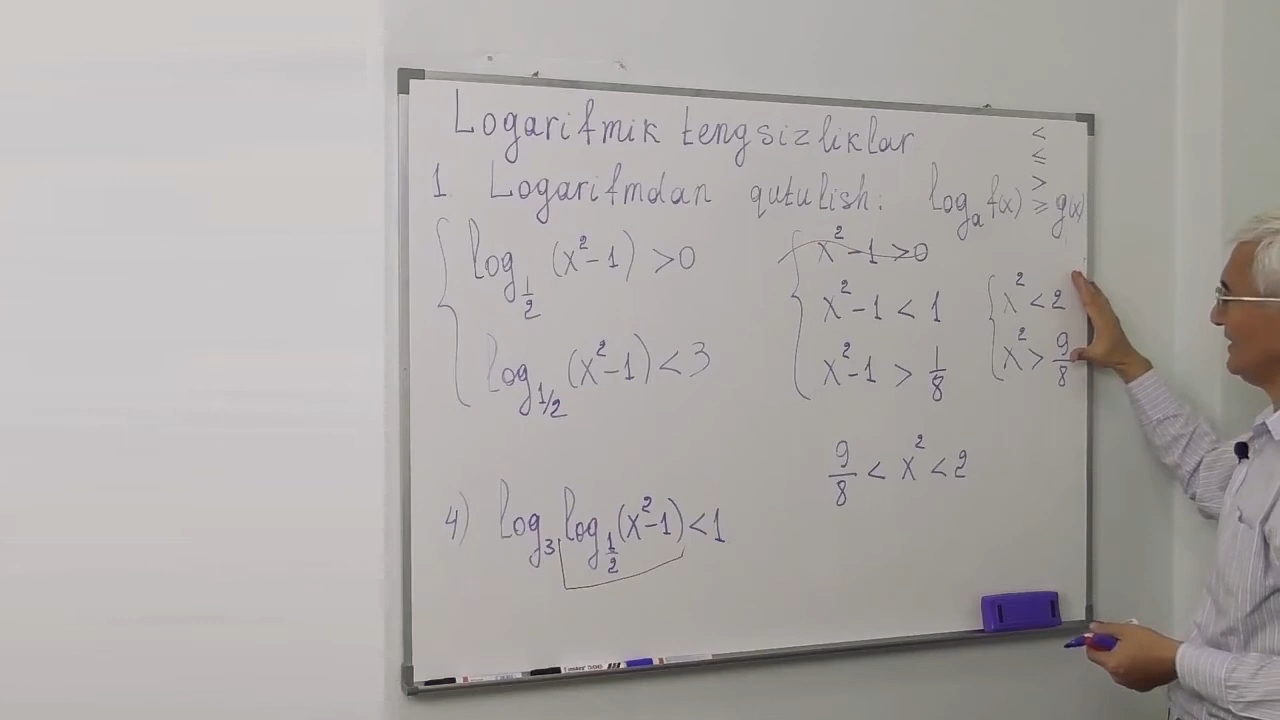 Logarifmik tengsizliklar
<
≤
>
≥
1. Logarifmdan qutulish: logₐ f(x) ≥ g(x)
log_{1/2} (x²-1) > 0
log_{1/2} (x²-1) < 3
x²-1 > 0
x²-1 < 1
x²-1 > 1/8
x² < 2
x² > 9/8
9/8 < x² < 2
4) log₃ log_{1/2} (x²-1) < 1